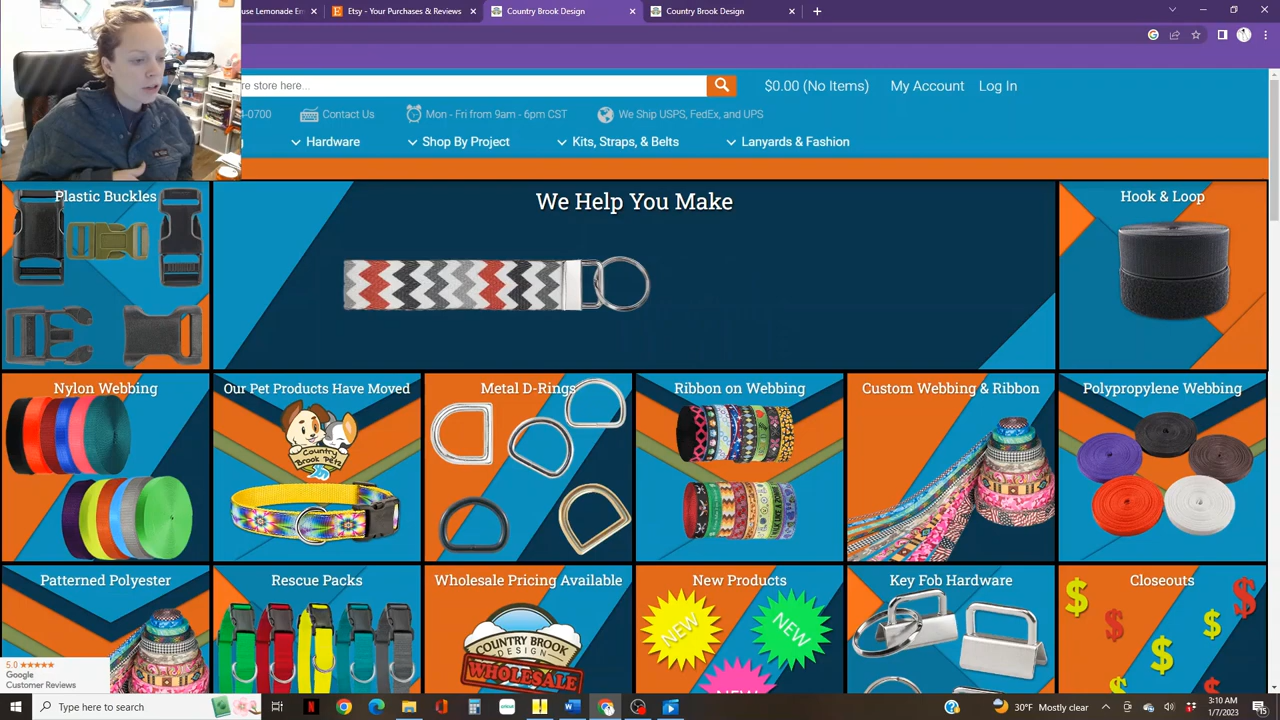 use Lemonade En
Etsy - Your Purchases & Reviews
Country Brook Design
Country Brook Design
re store here...
$0.00 (No Items)
My Account
Log In
-0700
Contact Us
Mon - Fri from 9am - 6pm CST
We Ship USPS, FedEx, and UPS
Hardware
Shop By Project
Kits, Straps, & Belts
Lanyards & Fashion
Plastic Buckles
We Help You Make
Hook & Loop
Nylon Webbing
Our Pet Products Have Moved
Metal D-Rings
Ribbon on Webbing
Custom Webbing & Ribbon
Polypropylene Webbing
Country
Brook Pets
Patterned Polyester
Rescue Packs
Wholesale Pricing Available
New Products
Key Fob Hardware
Closeouts
COUNTRY BROOK
DESIGN
WHOLESALE
NEW
NEW
NEW
$
$
$
$
$
5.0 ★★★★★
Google
Customer Reviews
Type here to search
30°F Mostly clear
3:10 AM
1/7/2023
15